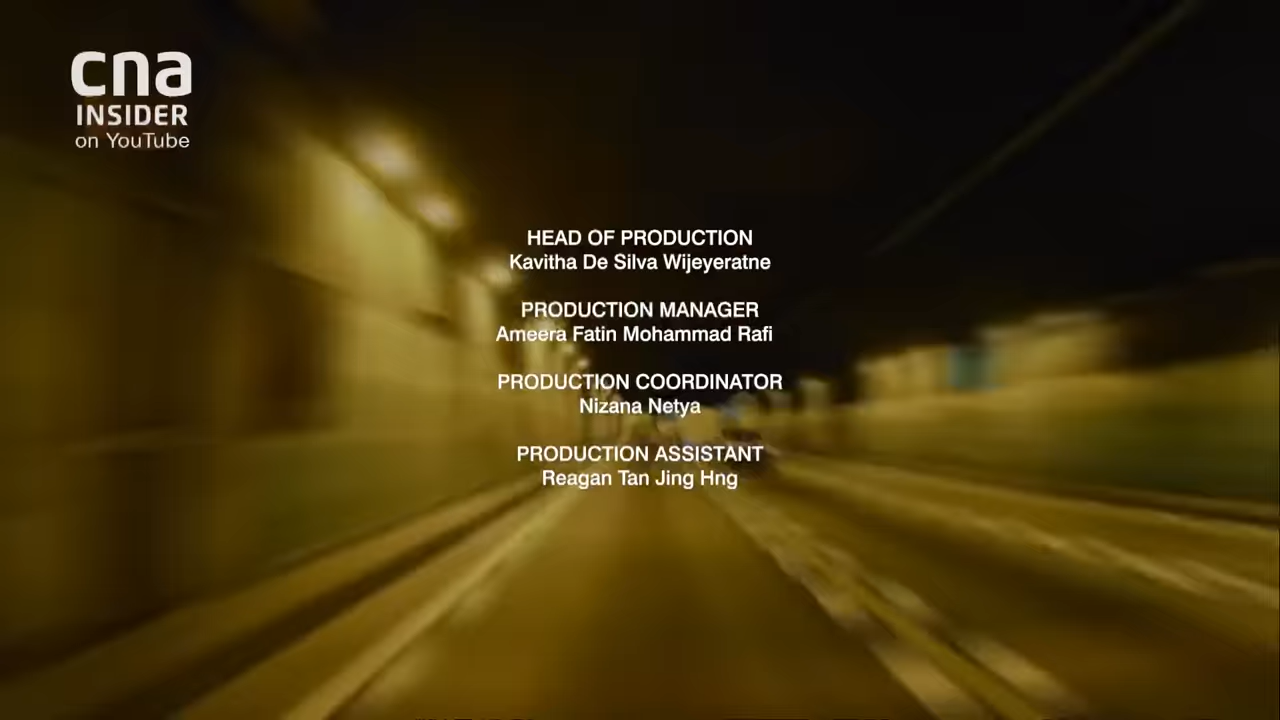 cna
INSIDER
on YouTube
HEAD OF PRODUCTION
Kavitha De Silva Wijeyeratne
PRODUCTION MANAGER
Ameera Fatin Mohammad Rafi
PRODUCTION COORDINATOR
Nizana Netya
PRODUCTION ASSISTANT
Reagan Tan Jing Hng